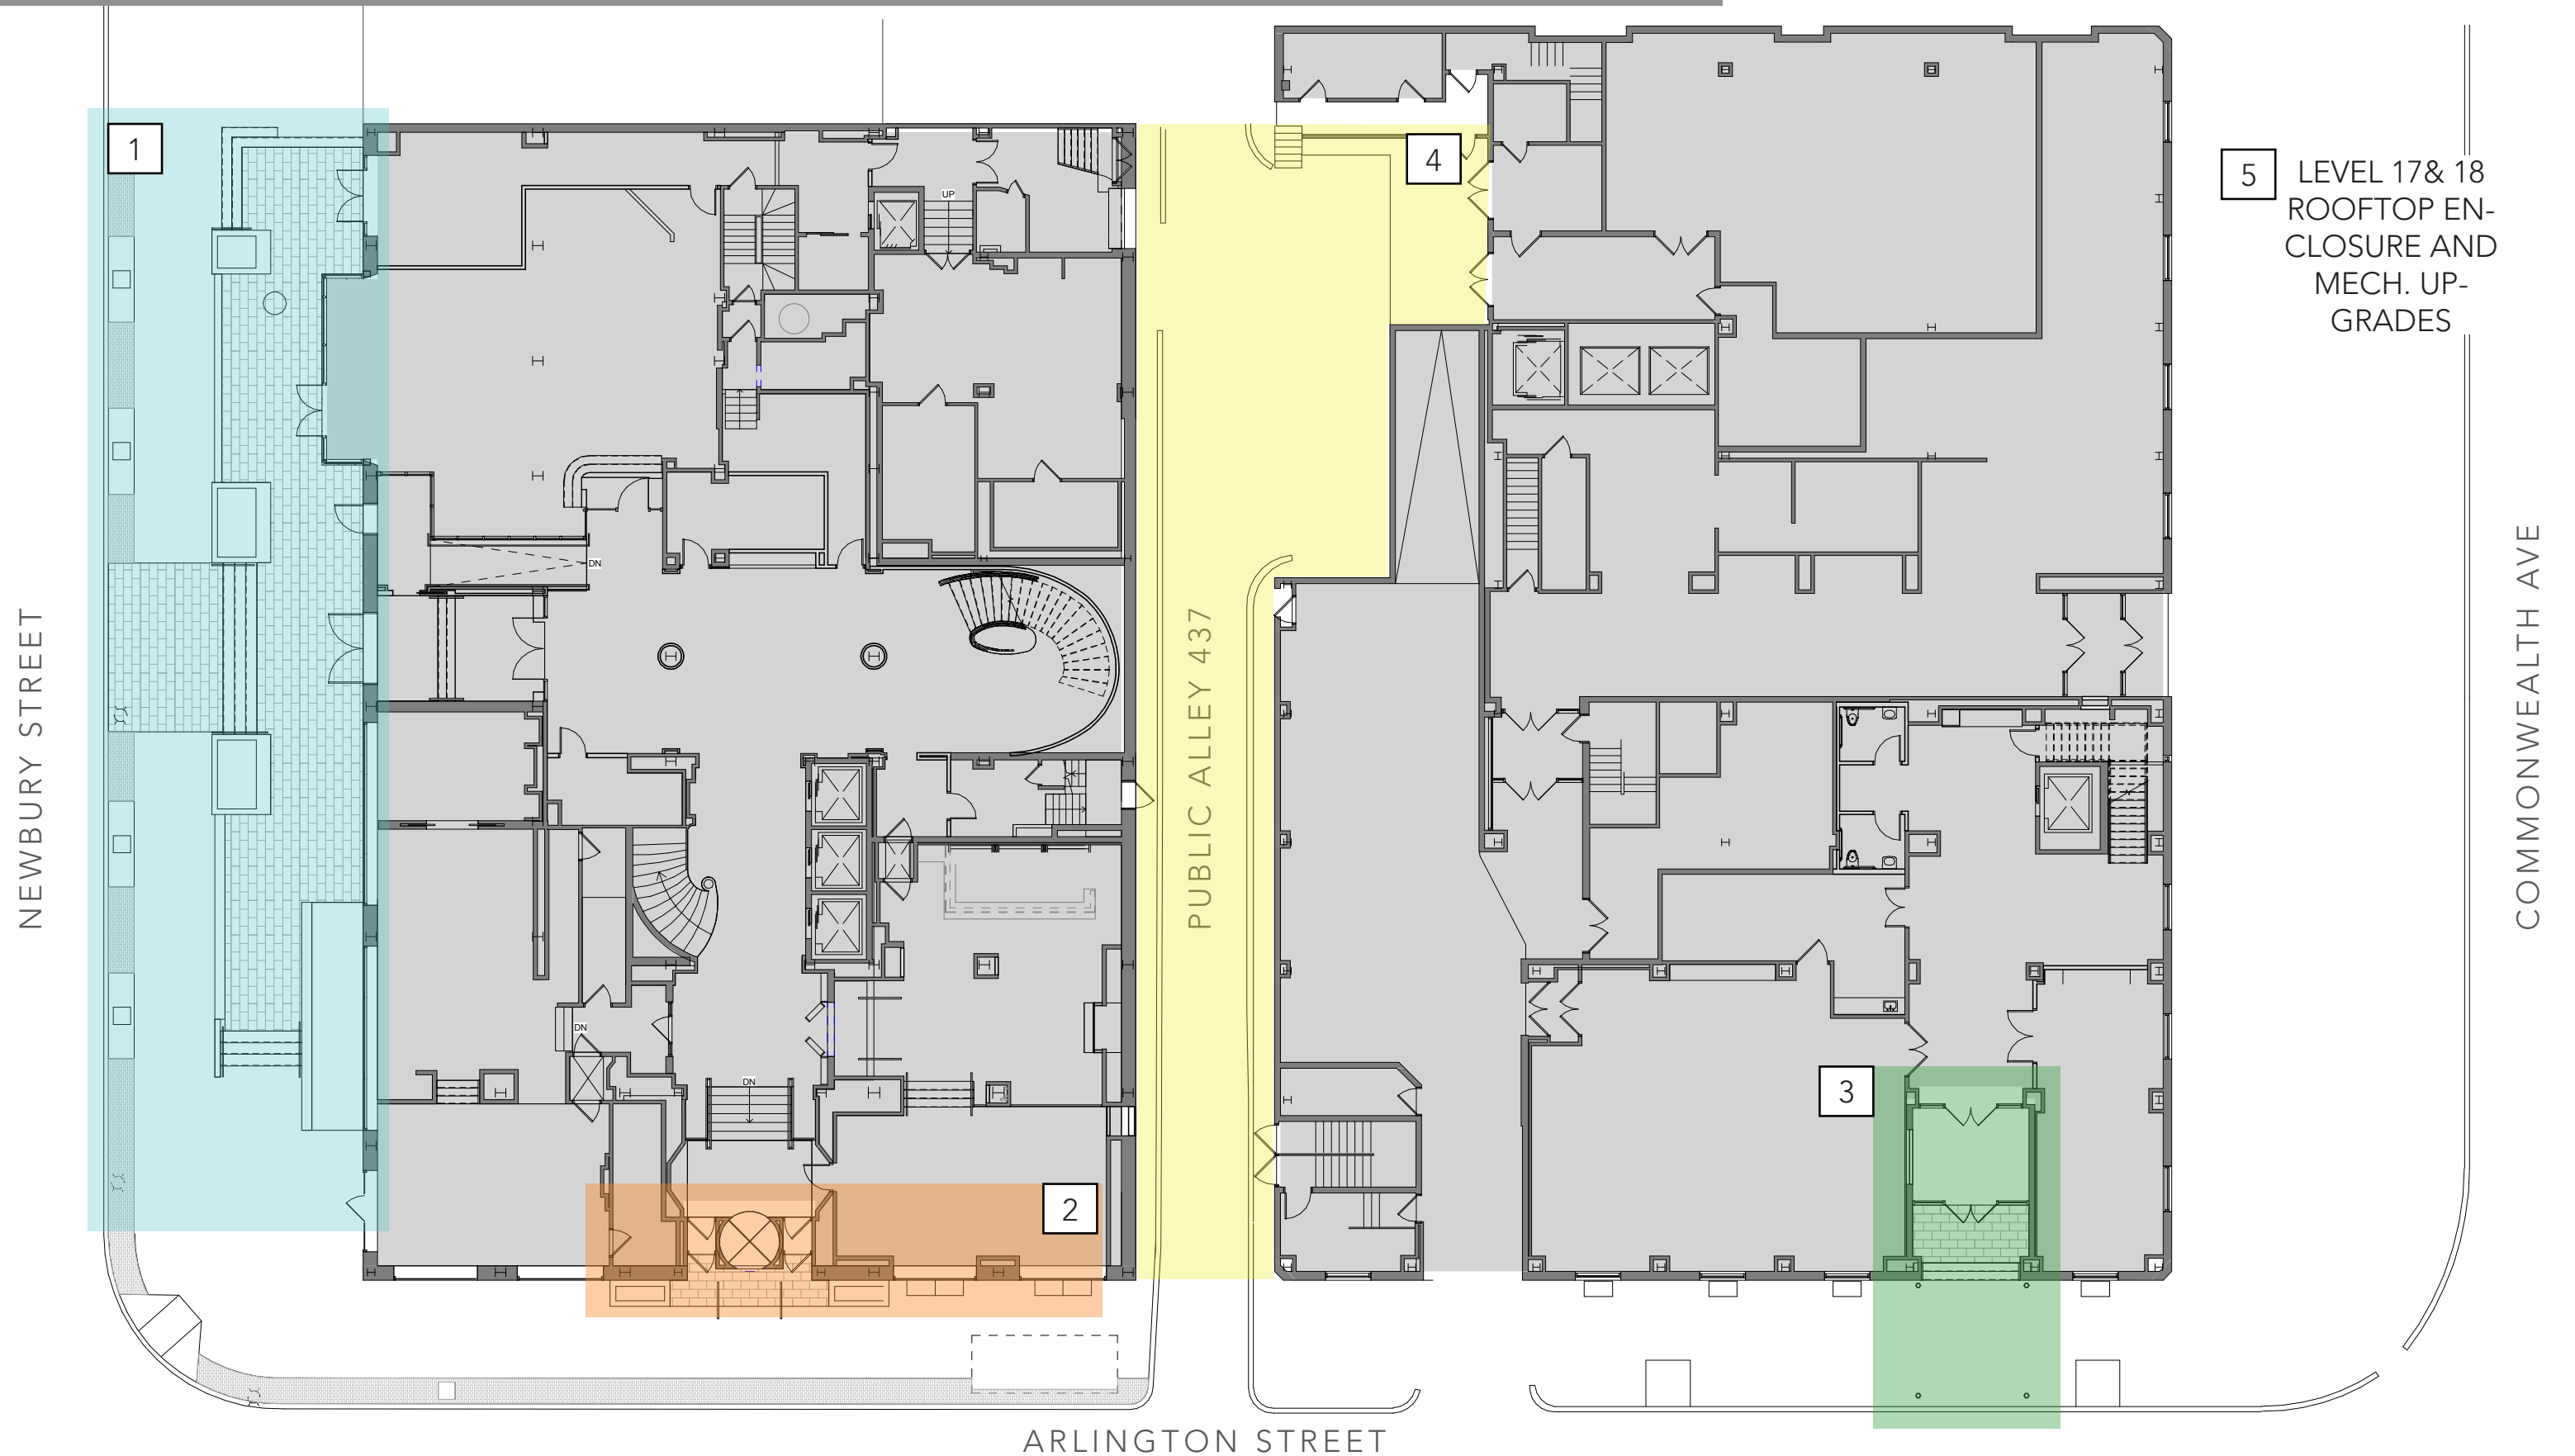 1
4
5
LEVEL 17& 18
ROOFTOP EN-
CLOSURE AND
MECH. UP-
GRADES
UP
DN
NEWBURY STREET
PUBLIC ALLEY 437
COMMONWEALTH AVE
DN
DN
3
2
ARLINGTON STREET